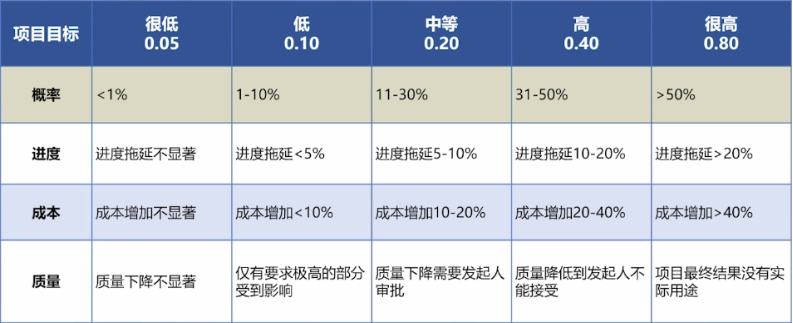 项目目标 很低 0.05 低 0.10 中等 0.20 高 0.40 很高 0.80
概率 <1% 1-10% 11-30% 31-50% >50%
进度 进度拖延不显著 进度拖延<5% 进度拖延5-10% 进度拖延10-20% 进度拖延>20%
成本 成本增加不显著 成本增加<10% 成本增加10-20% 成本增加20-40% 成本增加>40%
质量 质量下降不显著 仅有要求极高的部分受到影响 质量下降需要发起人审批 质量降低到发起人不能接受 项目最终结果没有实际用途